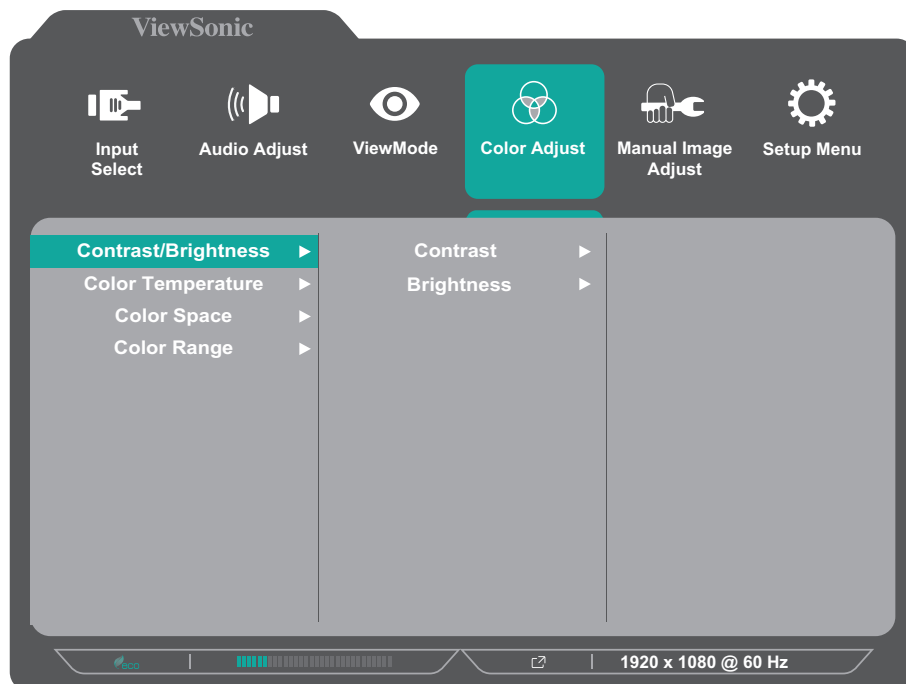 ViewSonic
Input
Select
Audio Adjust
ViewMode
Color Adjust
Manual Image
Adjust
Setup Menu
Contrast/Brightness
Color Temperature
Color Space
Color Range
Contrast
Brightness
eco
1920 x 1080 @ 60 Hz